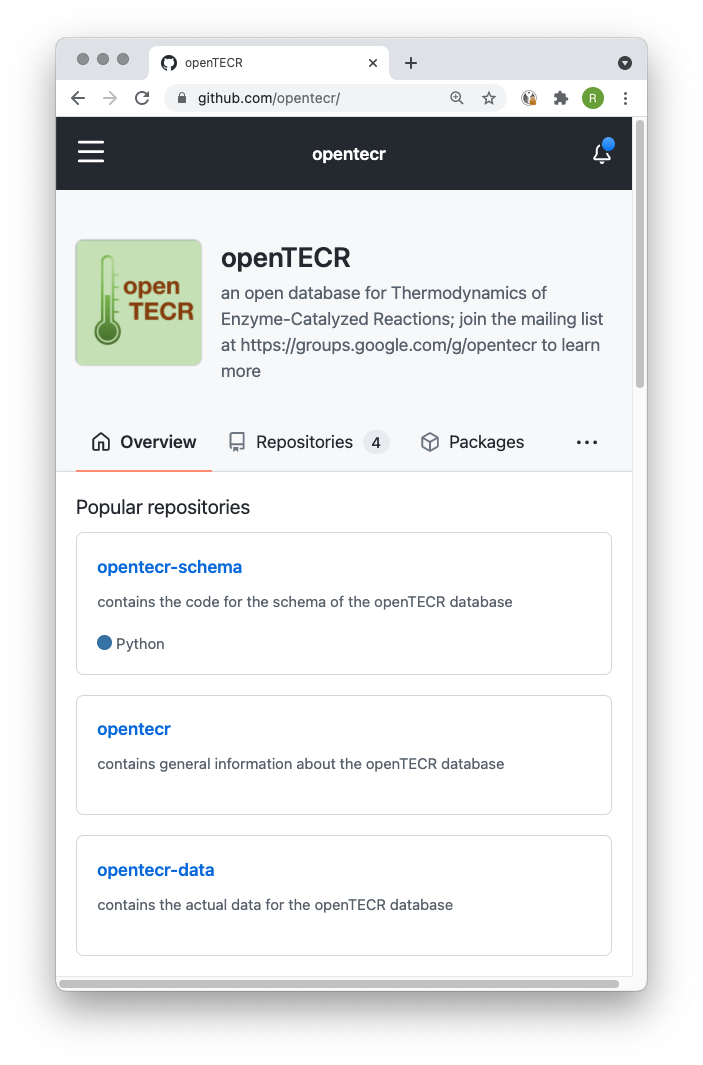 openTECR
github.com/opentecr/
R
opentecr
open
TECR
openTECR
an open database for Thermodynamics of
Enzyme-Catalyzed Reactions; join the mailing list
at https://groups.google.com/g/opentecr to learn
more
Overview Repositories 4 Packages
Popular repositories
opentecr-schema
contains the code for the schema of the openTECR database
Python
opentecr
contains general information about the openTECR database
opentecr-data
contains the actual data for the openTECR database